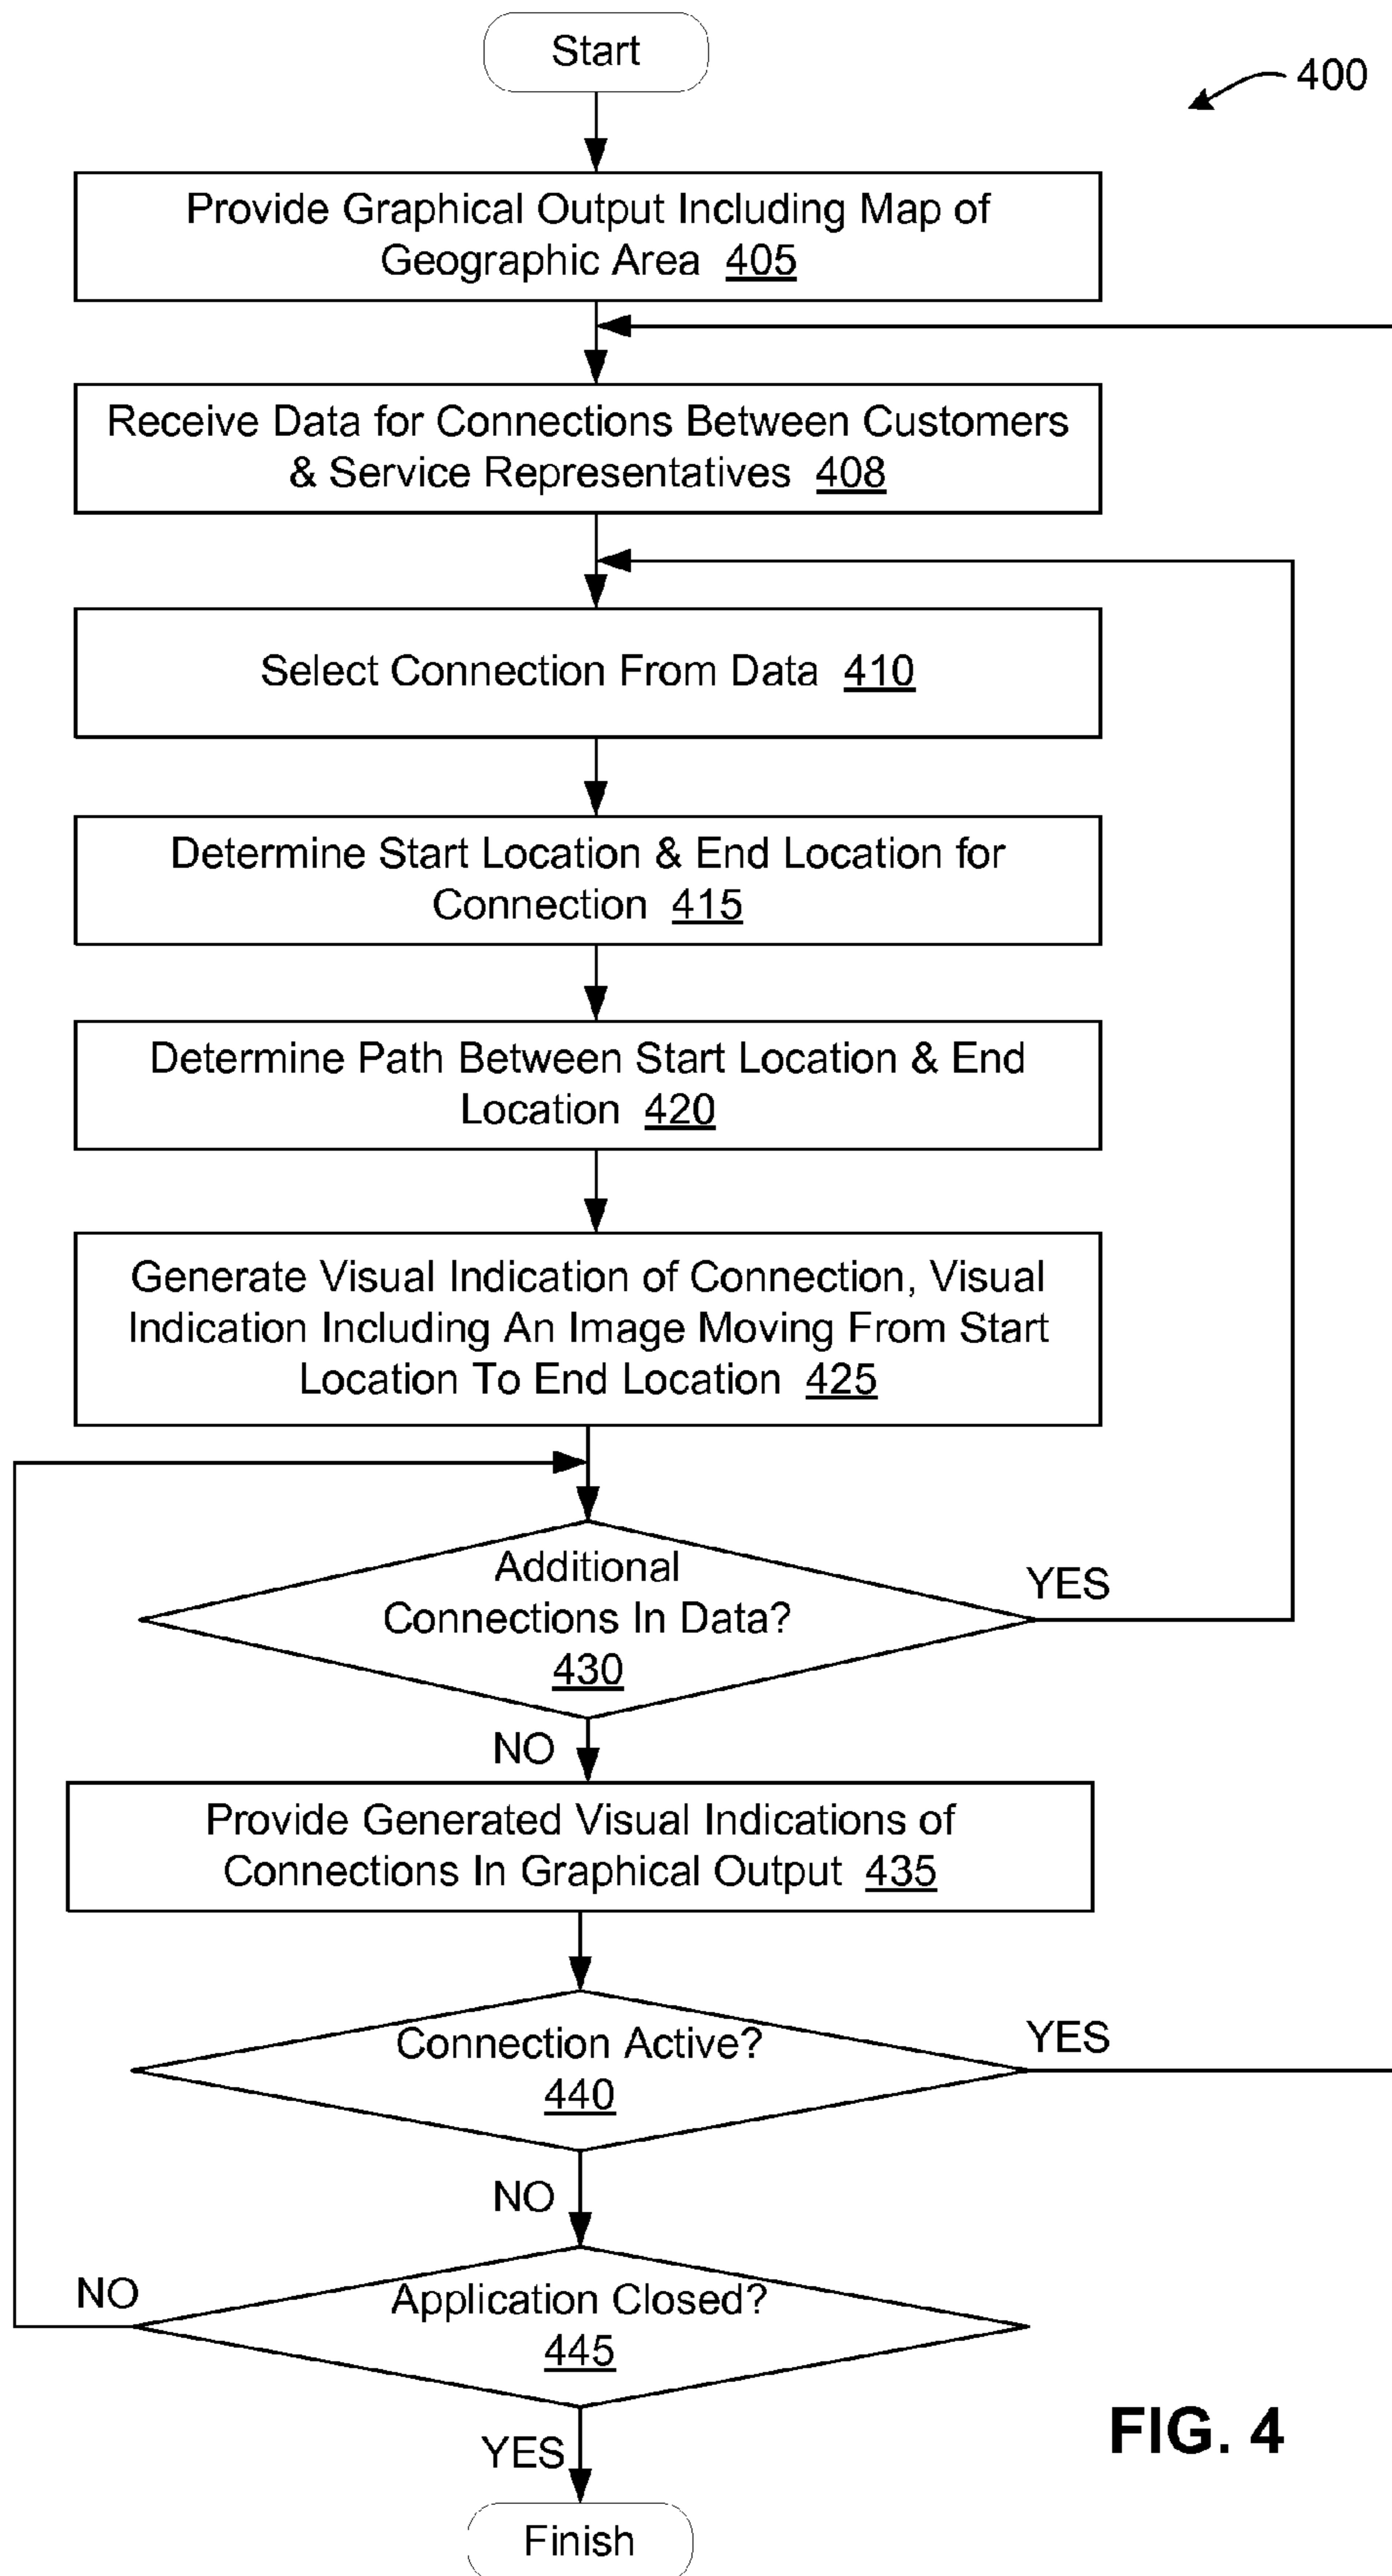 Start
400
Provide Graphical Output Including Map of
Geographic Area 405
Receive Data for Connections Between Customers
& Service Representatives 408
Select Connection From Data 410
Determine Start Location & End Location for
Connection 415
Determine Path Between Start Location & End
Location 420
Generate Visual Indication of Connection, Visual
Indication Including An Image Moving From Start
Location To End Location 425
Additional
Connections In Data?
430
YES
NO
Provide Generated Visual Indications of
Connections In Graphical Output 435
Connection Active?
440
YES
NO
Application Closed?
445
NO
YES
Finish
FIG. 4